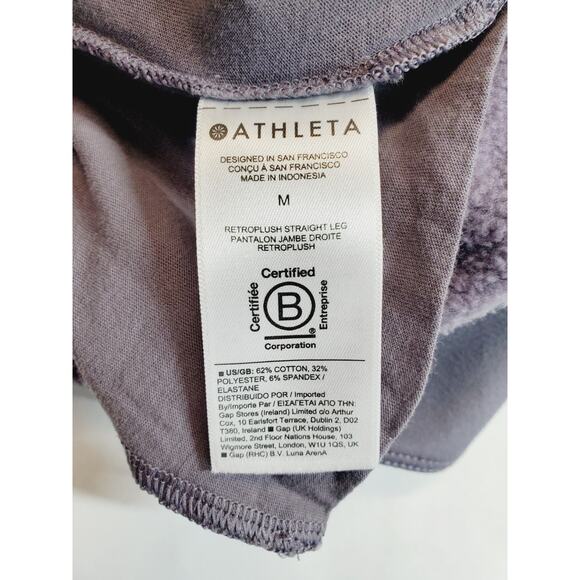 ATHLETA
DESIGNED IN SAN FRANCISCO
CONÇU À SAN FRANCISCO
MADE IN INDONESIA
M
RETROPLUSH STRAIGHT LEG
PANTALON JAMBE DROITE
RETROPLUSH
Certified
Certifiée
B
Entreprise
Corporation
■ US/GB: 62% COTTON, 32%
POLYESTER, 6% SPANDEX /
ELASTANE
DISTRIBUIDO POR / Imported
By/Importe Par / ΕΙΣΑΓΕΤΑΙ ΑΠΟ ΤΗΝ:
Gap Stores (Ireland) Limited c/o Arthur
Cox, 10 Earlsfort Terrace, Dublin 2, D02
T380, Ireland ■ Gap (UK Holdings)
Limited, 2nd Floor Nations House, 103
Wigmore Street, London, W1U 1QS, UK
■ Gap (RHC) B.V. Luna ArenA